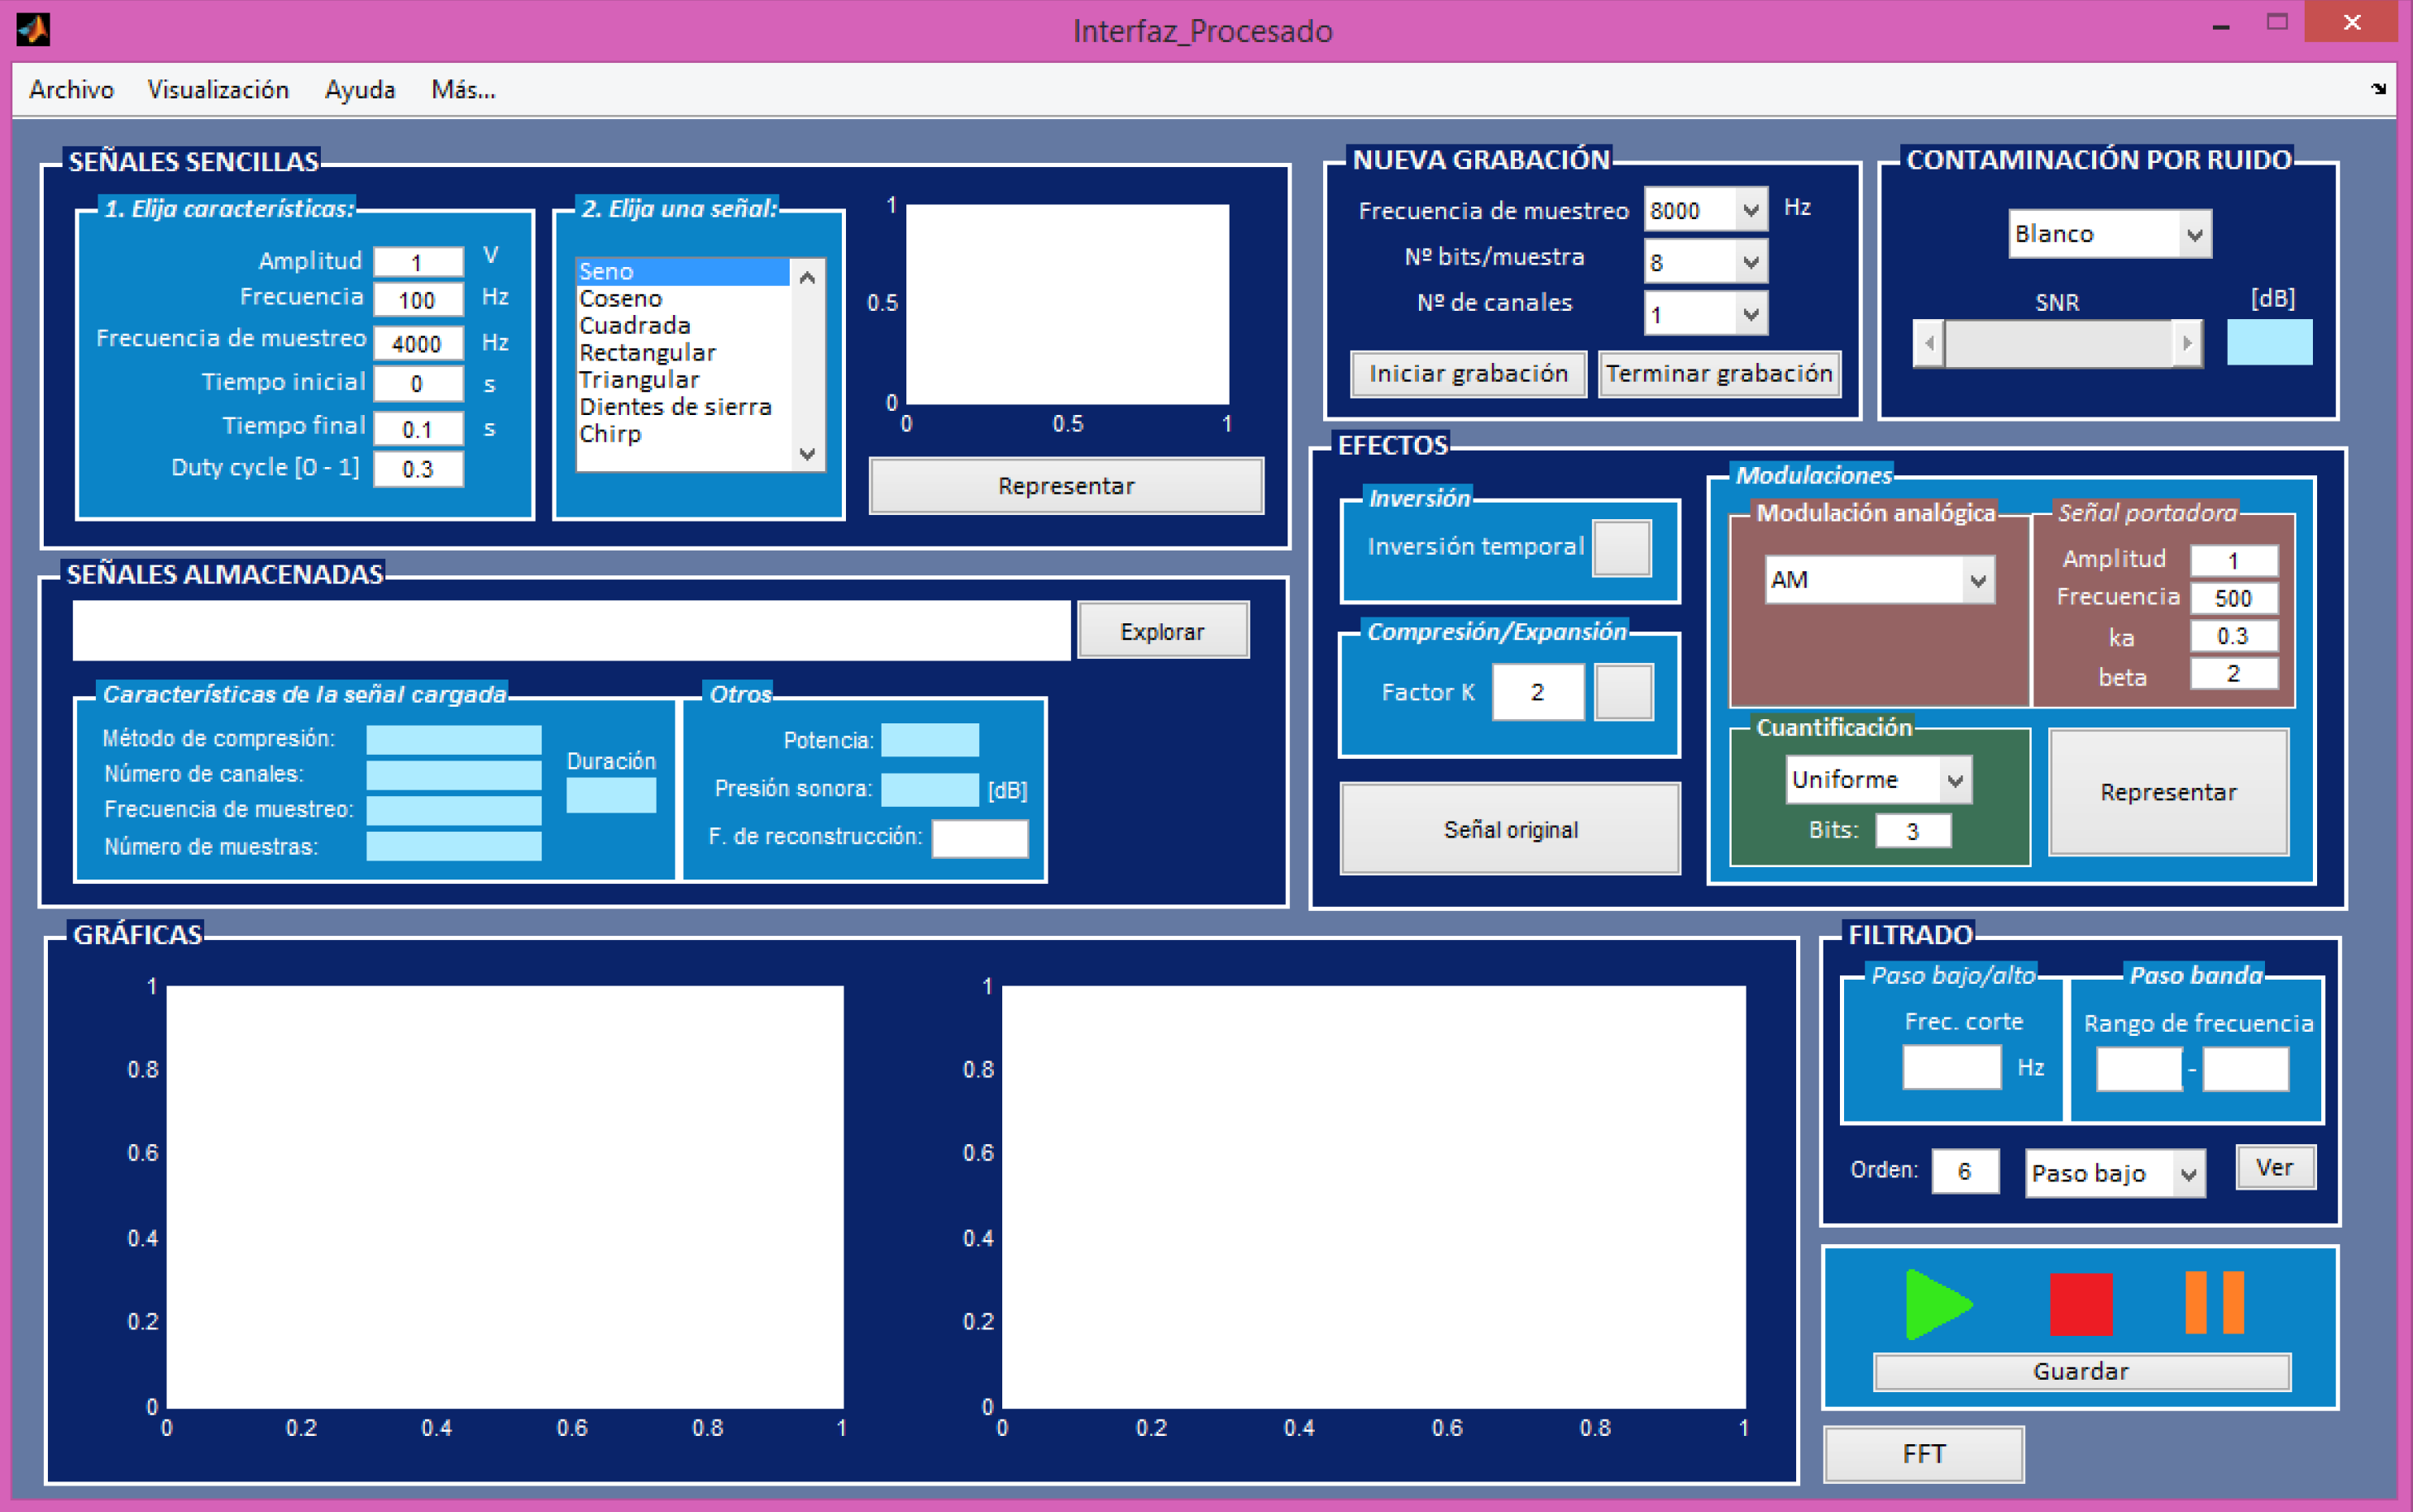 Interfaz_Procesado
Archivo Visualización Ayuda Más...
SEÑALES SENCILLAS
1. Elija características:
Amplitud 1 V
Frecuencia 100 Hz
Frecuencia de muestreo 4000 Hz
Tiempo inicial 0 s
Tiempo final 0.1 s
Duty cycle [0 - 1] 0.3
2. Elija una señal:
Seno
Coseno
Cuadrada
Rectangular
Triangular
Dientes de sierra
Chirp
1
0.5
0
0 0.5 1
Representar
NUEVA GRABACIÓN
Frecuencia de muestreo 8000 Hz
Nº bits/muestra 8
Nº de canales 1
Iniciar grabación Terminar grabación
CONTAMINACIÓN POR RUIDO
Blanco
SNR [dB]
SEÑALES ALMACENADAS
Explorar
Características de la señal cargada
Método de compresión:
Número de canales:
Frecuencia de muestreo:
Número de muestras:
Duración
Otros
Potencia:
Presión sonora: [dB]
F. de reconstrucción:
EFECTOS
Inversión
Inversión temporal
Compresión/Expansión
Factor K 2
Señal original
Modulaciones
Modulación analógica
AM
Señal portadora
Amplitud 1
Frecuencia 500
ka 0.3
beta 2
Cuantificación
Uniforme
Bits: 3
Representar
GRÁFICAS
1
0.8
0.6
0.4
0.2
0
0 0.2 0.4 0.6 0.8 1
1
0.8
0.6
0.4
0.2
0
0 0.2 0.4 0.6 0.8 1
FILTRADO
Paso bajo/alto
Frec. corte
Hz
Paso banda
Rango de frecuencia
-
Orden: 6 Paso bajo Ver
Guardar
FFT